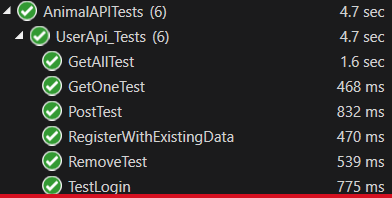 AnimalAPITests (6) 4.7 sec
UserApi_Tests (6) 4.7 sec
GetAllTest 1.6 sec
GetOneTest 468 ms
PostTest 832 ms
RegisterWithExistingData 470 ms
RemoveTest 539 ms
TestLogin 775 ms